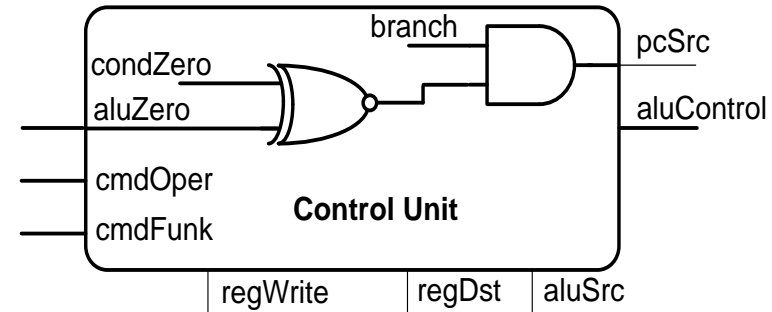 branch
pcSrc
condZero
aluZero
aluControl
cmdOper
Control Unit
cmdFunk
regWrite
regDst
aluSrc